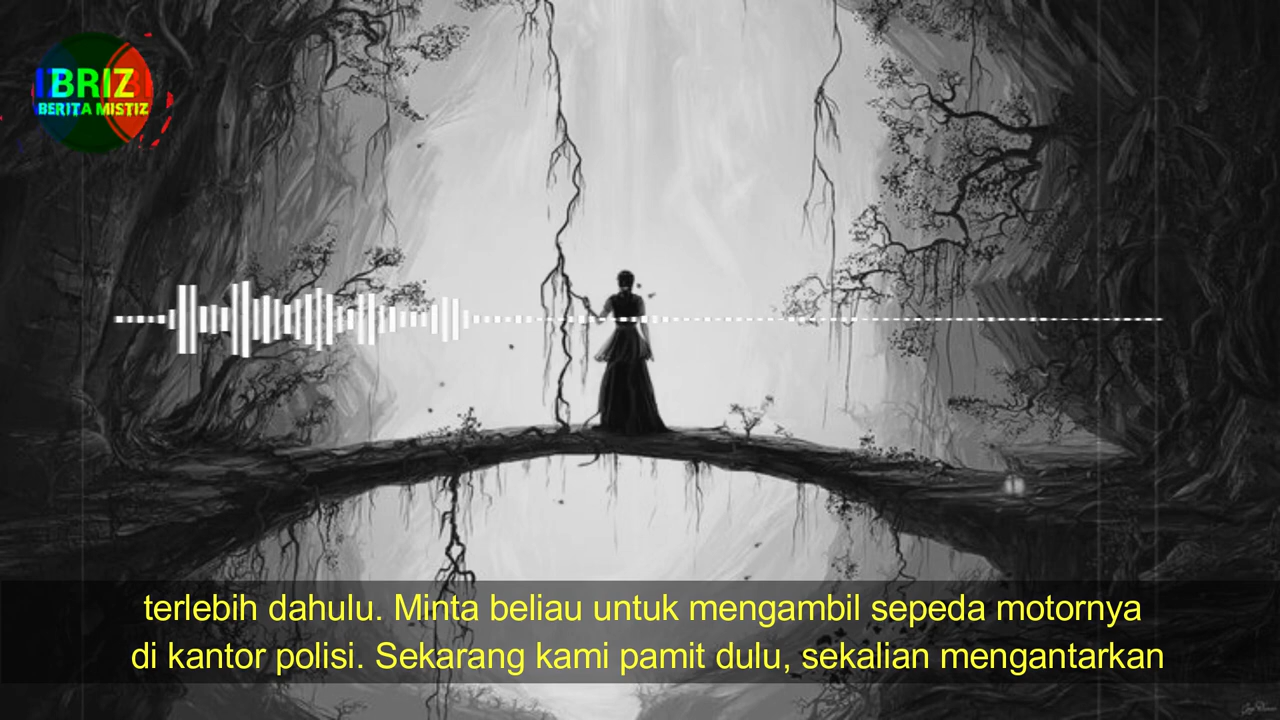 BRIZ
BERITA MISTIZ
terlebih dahulu. Minta beliau untuk mengambil sepeda motornya
di kantor polisi. Sekarang kami pamit dulu, sekalian mengantarkan